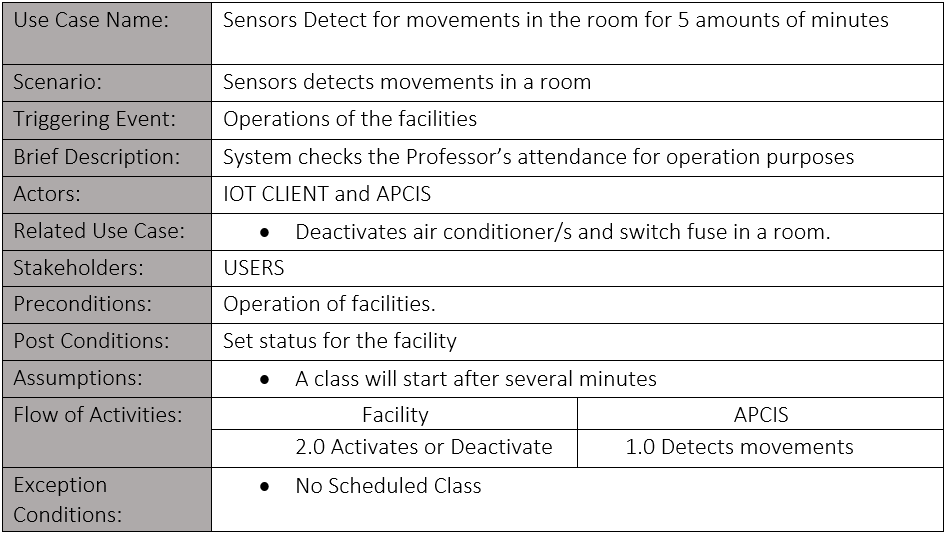 Use Case Name: Sensors Detect for movements in the room for 5 amounts of minutes
Scenario: Sensors detects movements in a room
Triggering Event: Operations of the facilities
Brief Description: System checks the Professor’s attendance for operation purposes
Actors: IOT CLIENT and APCIS
Related Use Case: • Deactivates air conditioner/s and switch fuse in a room.
Stakeholders: USERS
Preconditions: Operation of facilities.
Post Conditions: Set status for the facility
Assumptions: • A class will start after several minutes
Flow of Activities: Facility APCIS
2.0 Activates or Deactivate 1.0 Detects movements
Exception • No Scheduled Class
Conditions: